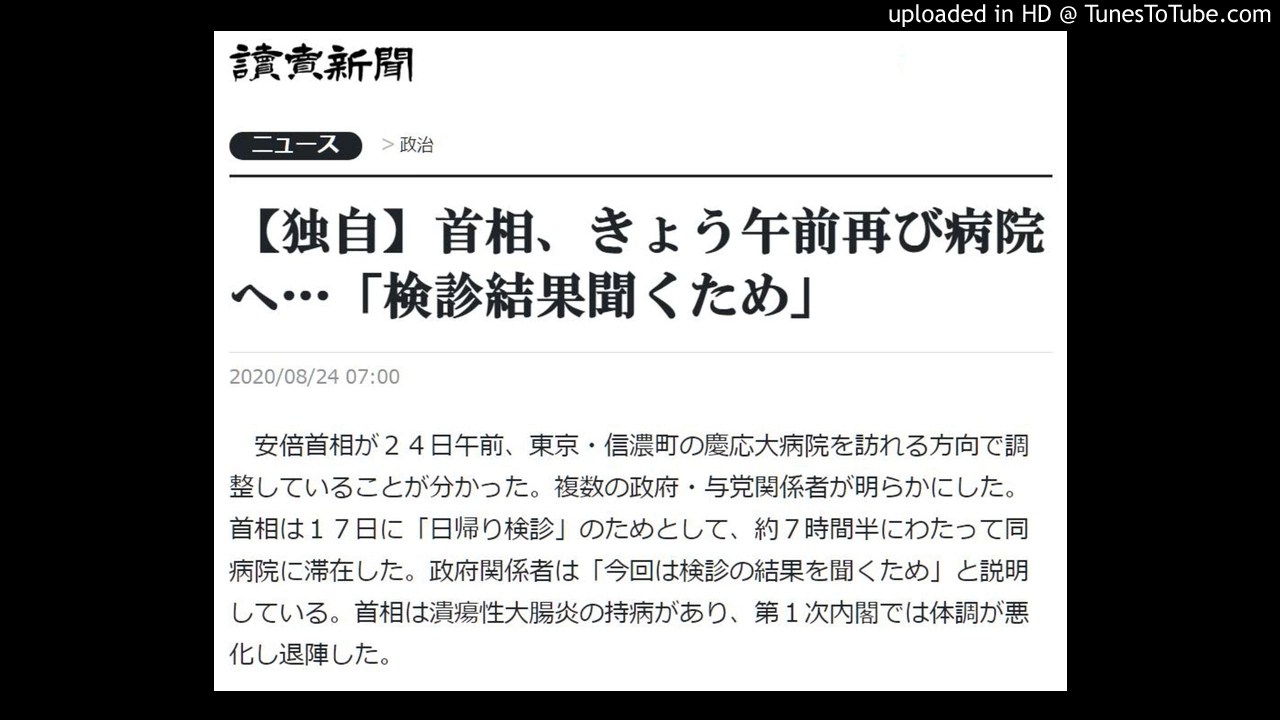 uploaded in HD @ TunesToTube.com
讀賣新聞
ニュース > 政治
【独自】首相、きょう午前再び病院
へ…「検診結果聞くため」
2020/08/24 07:00
安倍首相が２４日午前、東京・信濃町の慶応大病院を訪れる方向で調
整していることが分かった。複数の政府・与党関係者が明らかにした。
首相は１７日に「日帰り検診」のためとして、約７時間半にわたって同
病院に滞在した。政府関係者は「今回は検診の結果を聞くため」と説明
している。首相は潰瘍性大腸炎の持病があり、第１次内閣では体調が悪
化し退陣した。